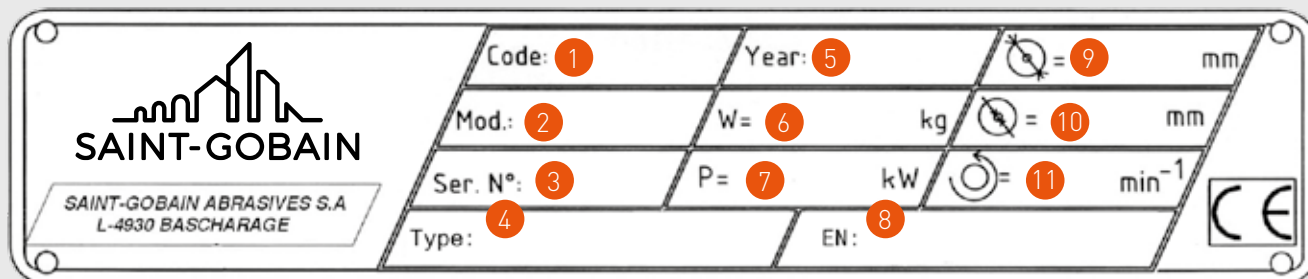 SAINT-GOBAIN
SAINT-GOBAIN ABRASIVES S.A
L-4930 BASCHARAGE
Code: 1 Year: 5 = 9 mm
Mod.: 2 W= 6 kg = 10 mm
Ser. N°: 3 P= 7 kW = 11 min⁻¹
Type: 4 EN: 8
CE